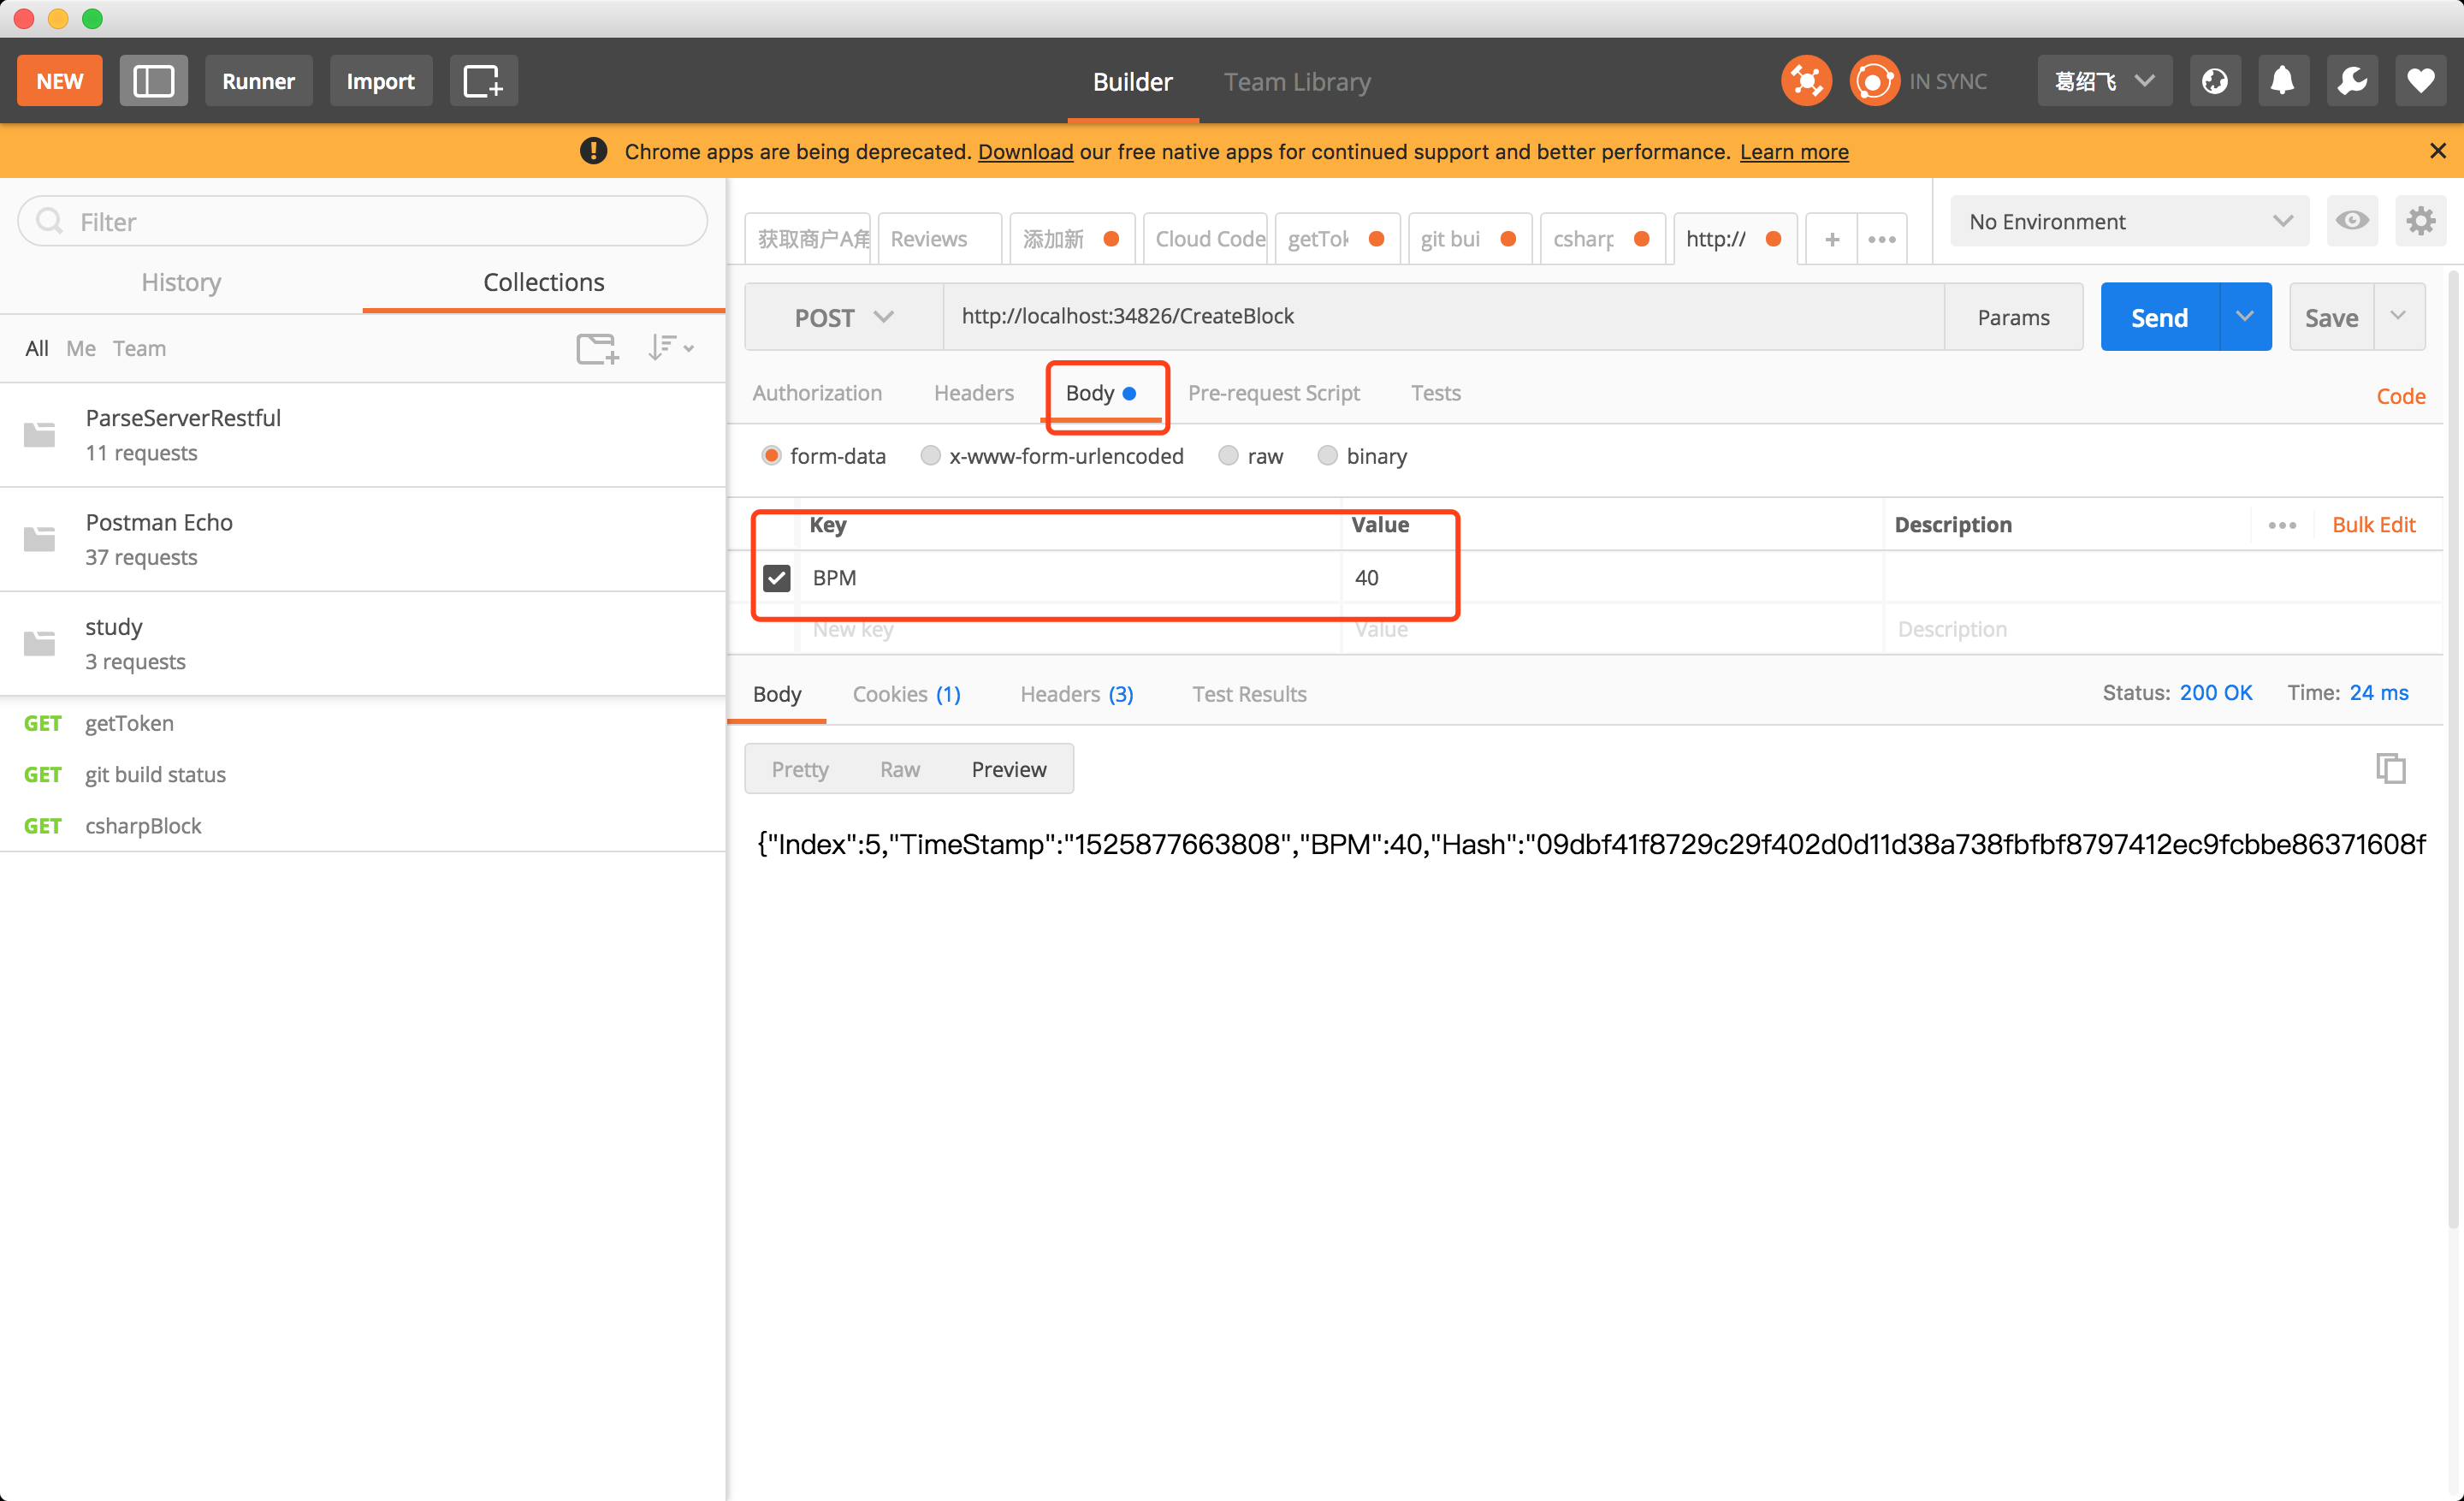 NEW Runner Import Builder Team Library IN SYNC 葛绍飞
Chrome apps are being deprecated. Download our free native apps for continued support and better performance. Learn more
Filter
History Collections
All Me Team
ParseServerRestful
11 requests
Postman Echo
37 requests
study
3 requests
GET getToken
GET git build status
GET csharpBlock
获取商户A角 Reviews 添加新 Cloud Code getTok git bui csharp http:// + No Environment
POST http://localhost:34826/CreateBlock Params Send Save
Authorization Headers Body Pre-request Script Tests Code
form-data x-www-form-urlencoded raw binary
Key Value Description Bulk Edit
BPM 40
New key Value Description
Body Cookies (1) Headers (3) Test Results Status: 200 OK Time: 24 ms
Pretty Raw Preview
{"Index":5,"TimeStamp":"1525877663808","BPM":40,"Hash":"09dbf41f8729c29f402d0d11d38a738fbfbf8797412ec9fcbbe86371608f